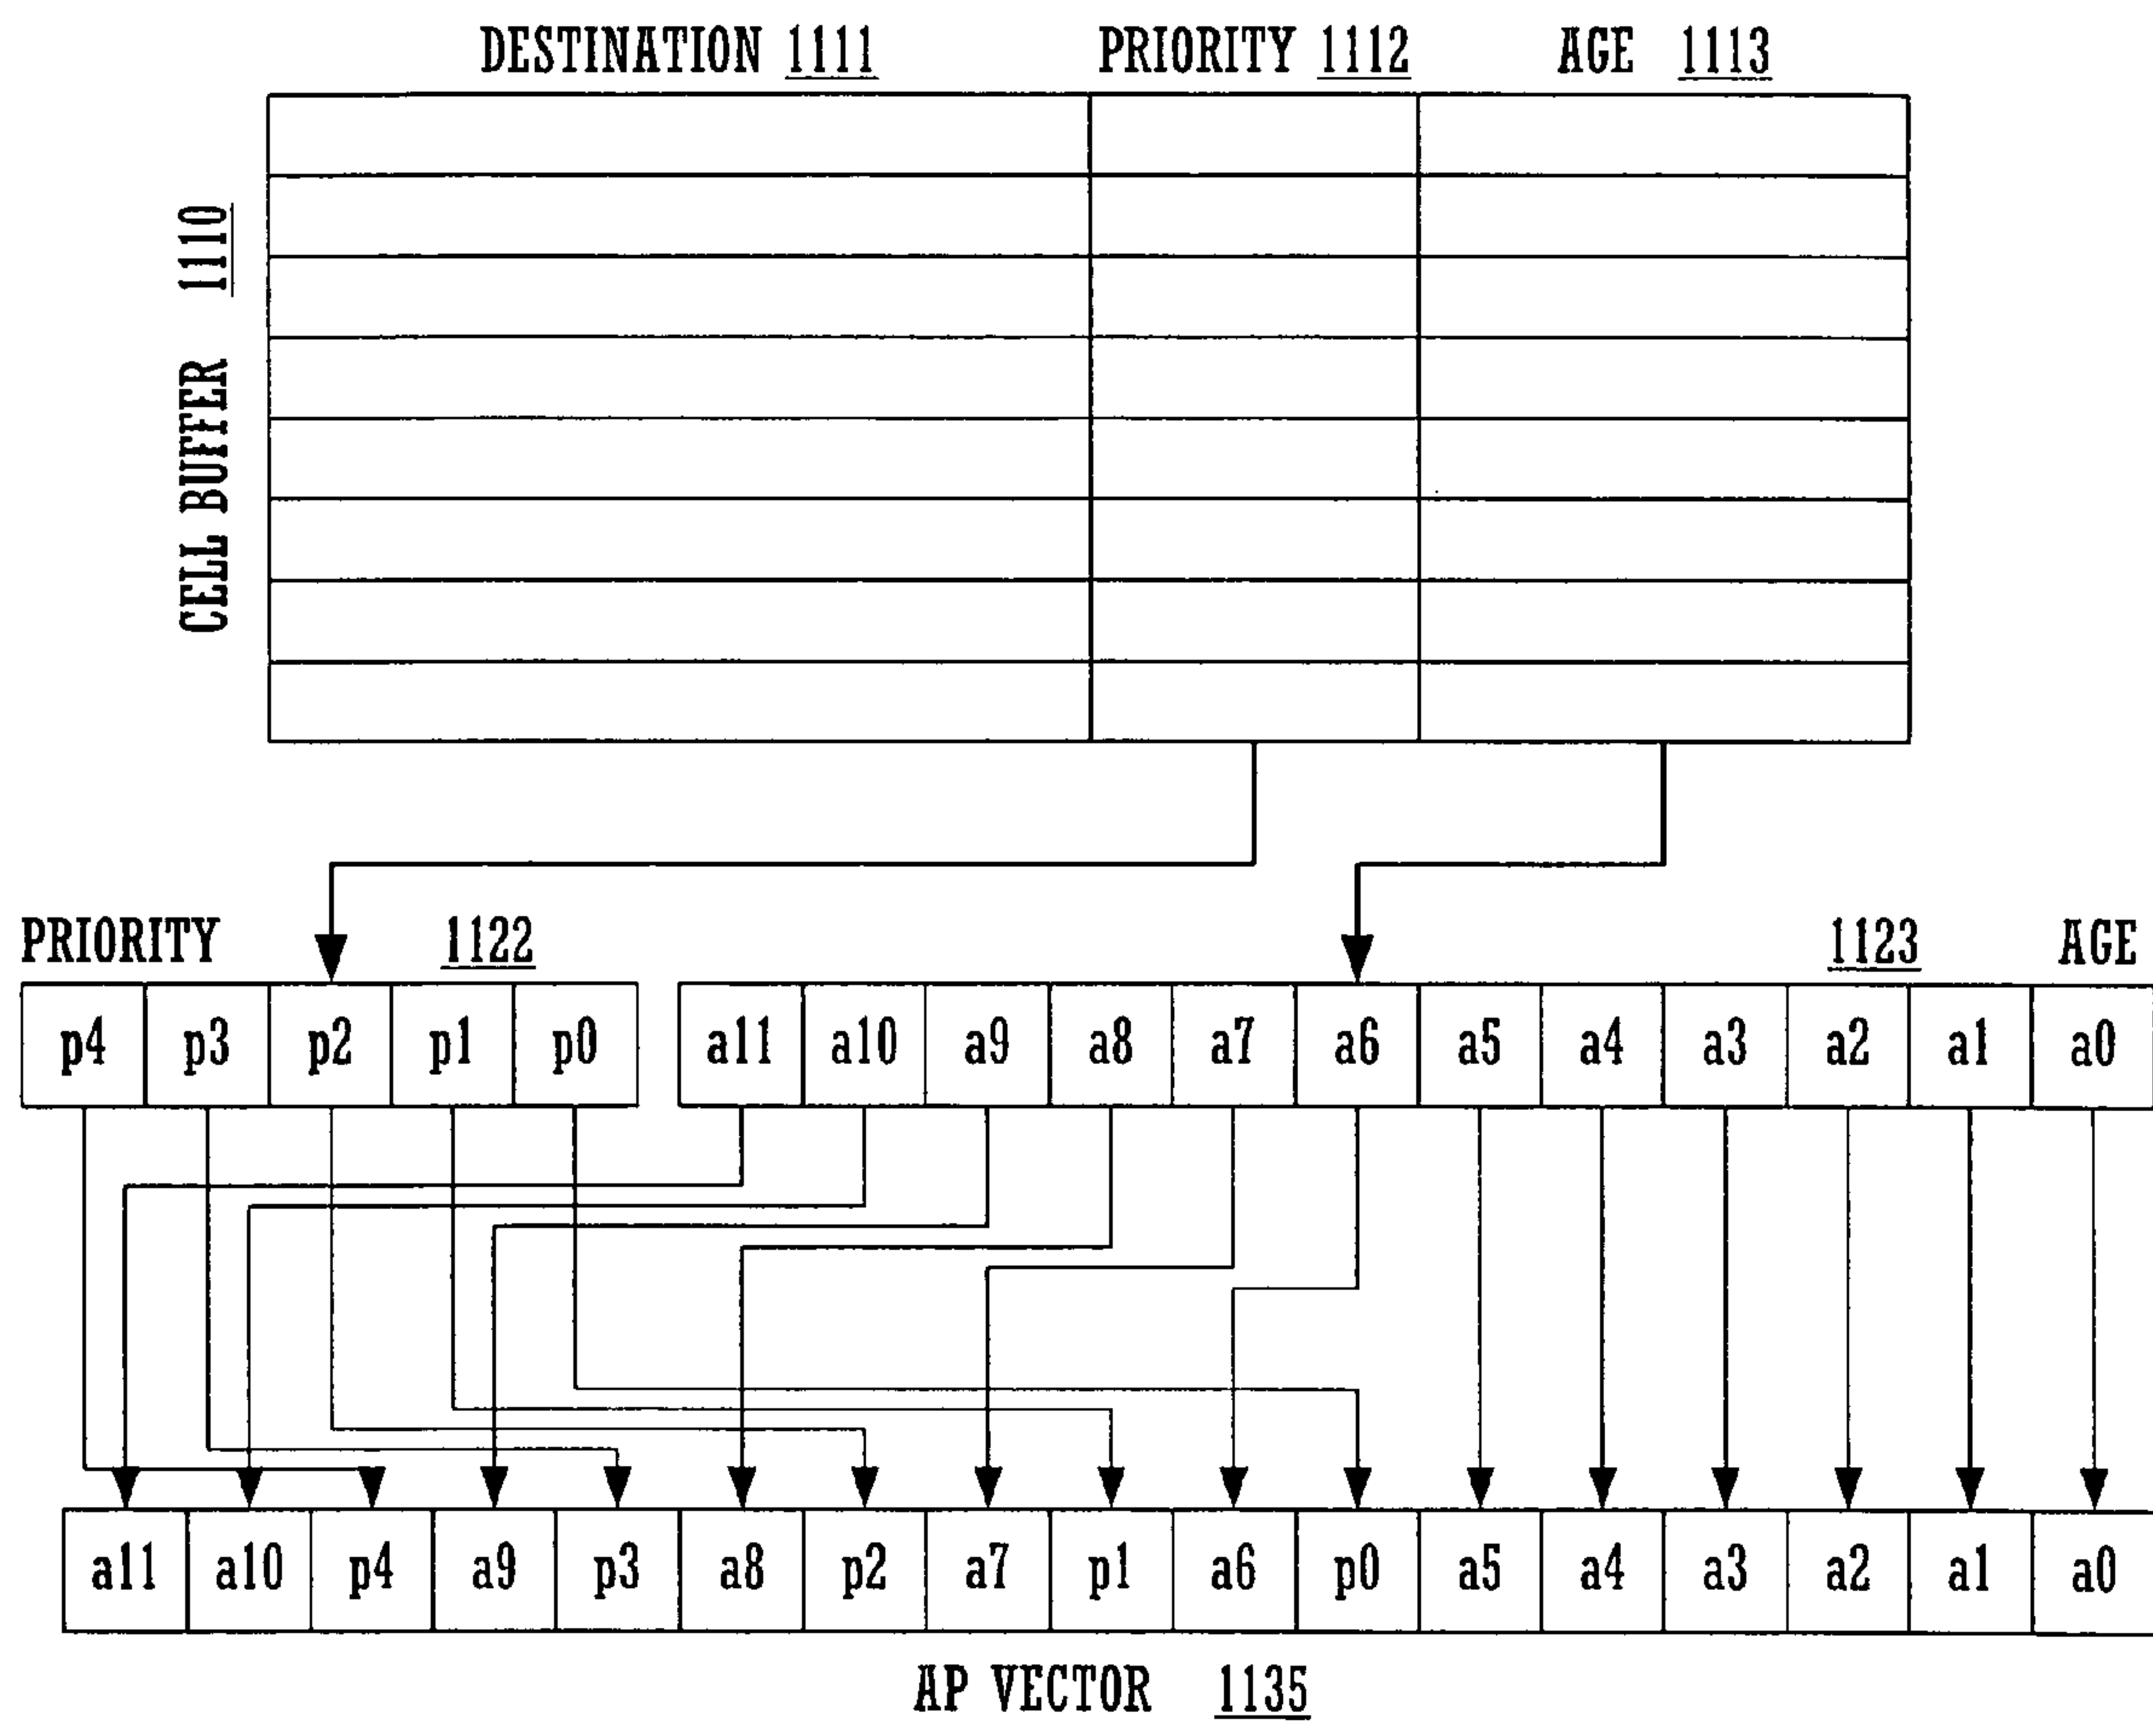 DESTINATION 1111 PRIORITY 1112 AGE 1113
CELL BUFFER 1110
PRIORITY 1122 1123 AGE
p4 p3 p2 p1 p0 a11 a10 a9 a8 a7 a6 a5 a4 a3 a2 a1 a0
a11 a10 p4 a9 p3 a8 p2 a7 p1 a6 p0 a5 a4 a3 a2 a1 a0
AP VECTOR 1135